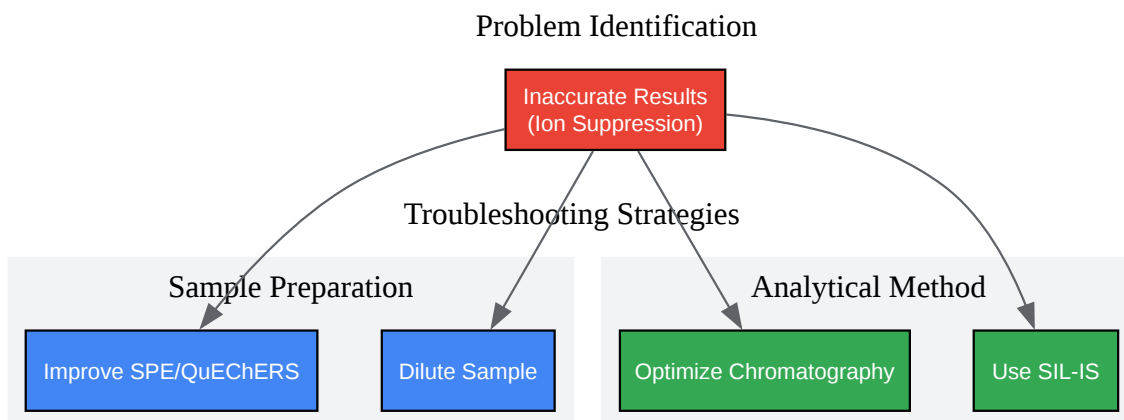 Problem Identification
Inaccurate Results
(Ion Suppression)
Troubleshooting Strategies
Sample Preparation
Analytical Method
Improve SPE/QuEChERS
Dilute Sample
Optimize Chromatography
Use SIL-IS